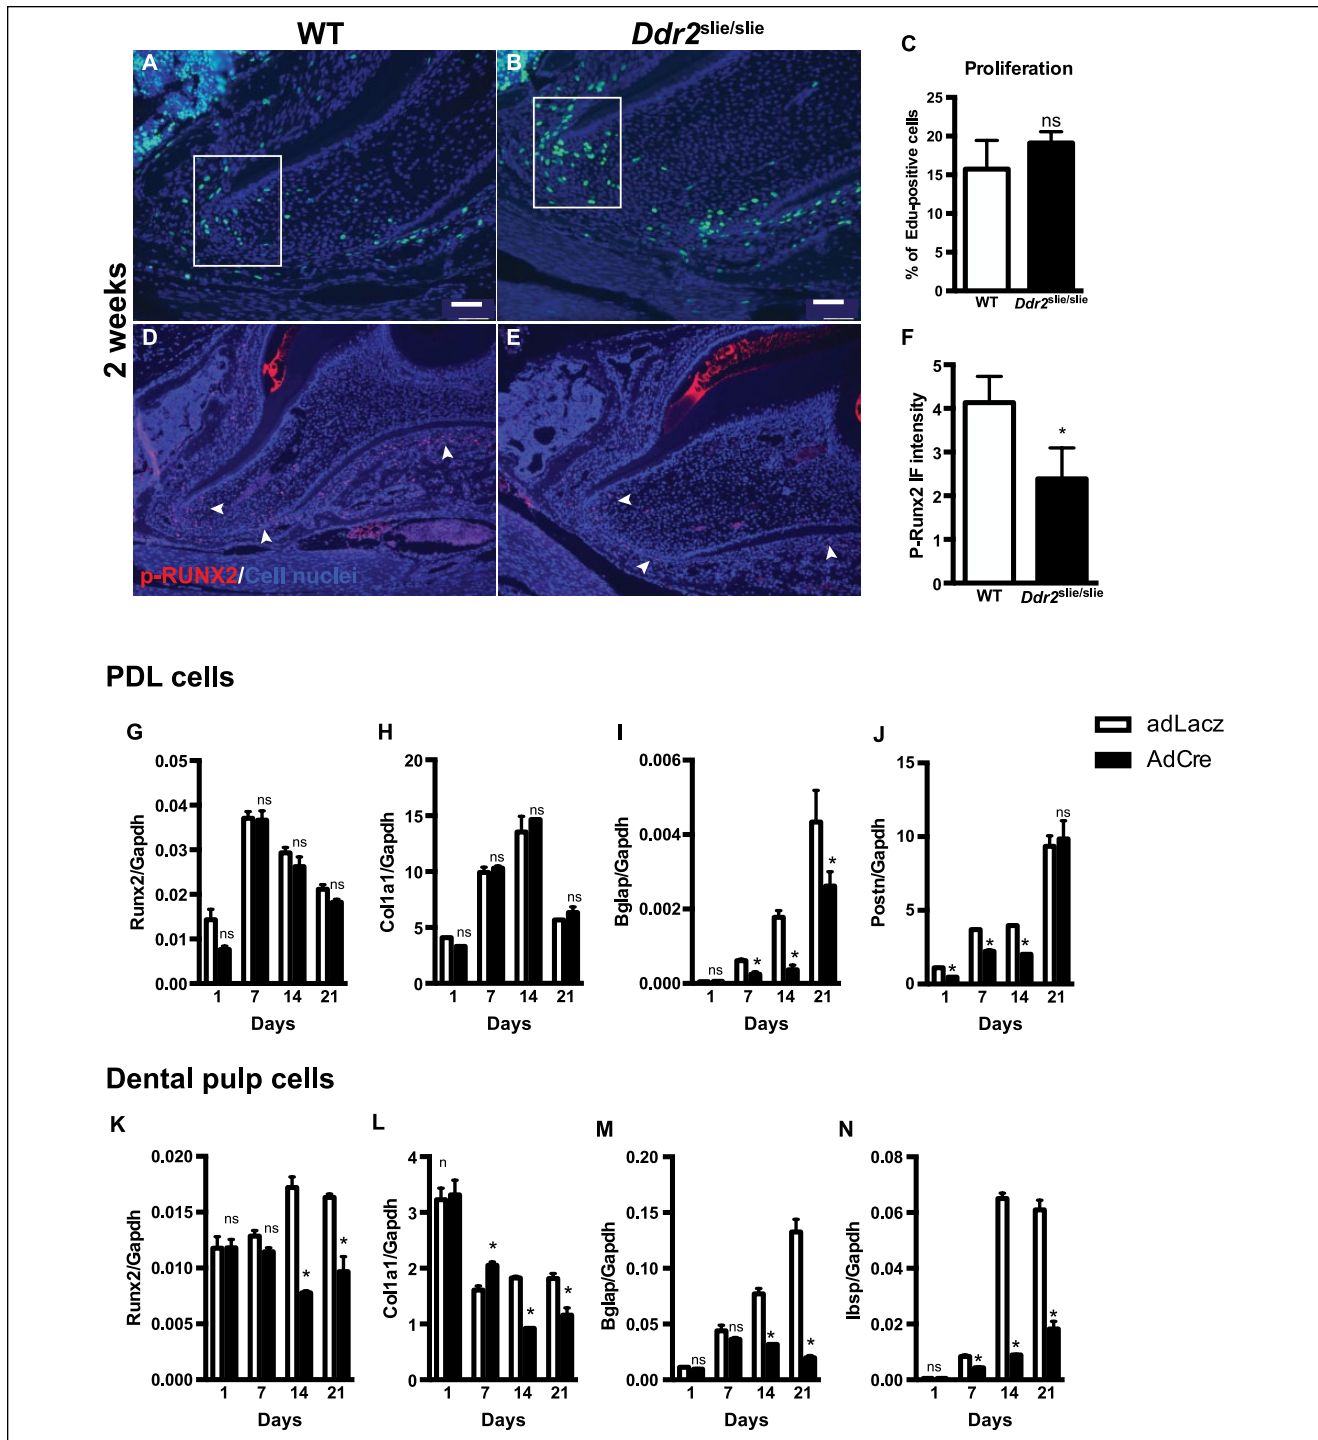 WT
Ddr2slie/slie
2 weeks
A
B
C
Proliferation
% of Edu-positive cells
25
20
15
10
5
0
ns
WT
Ddr2slie/slie
D
E
p-RUNX2/Cell nuclei
F
P-Runx2 IF intensity
5
4
3
2
1
0
*
WT
Ddr2slie/slie
PDL cells
adLacz
AdCre
G
Runx2/Gapdh
0.05
0.04
0.03
0.02
0.01
0.00
ns
ns
ns
ns
1 7 14 21
Days
H
Col1a1/Gapdh
20
15
10
5
0
ns
ns
ns
ns
1 7 14 21
Days
I
Bglap/Gapdh
0.006
0.004
0.002
0.000
ns
*
*
*
1 7 14 21
Days
J
Postn/Gapdh
15
10
5
0
*
*
*
ns
1 7 14 21
Days
Dental pulp cells
K
Runx2/Gapdh
0.020
0.015
0.010
0.005
0.000
ns
ns
*
*
1 7 14 21
Days
L
Col1a1/Gapdh
4
3
2
1
0
n
*
*
*
1 7 14 21
Days
M
Bglap/Gapdh
0.20
0.15
0.10
0.05
0.00
ns
ns
*
*
1 7 14 21
Days
N
Ibsp/Gapdh
0.08
0.06
0.04
0.02
0.00
ns
*
*
*
1 7 14 21
Days